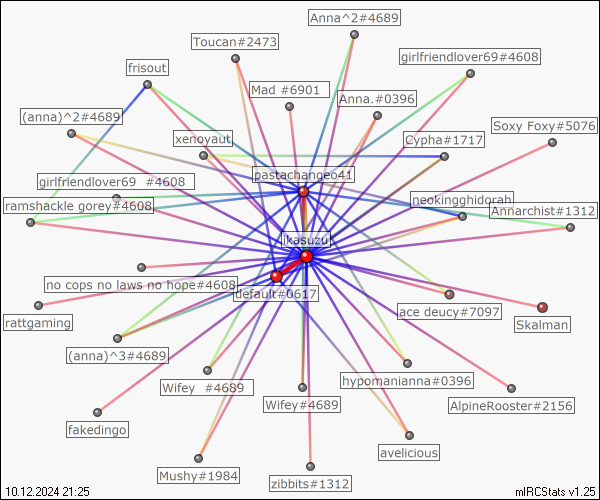 Anna^2#4689
Toucan#2473
girlfriendlover69#4608
frisout
Mad #6901
Anna.#0396
(anna)^2#4689
Soxy Foxy#5076
xenoyaut
Cypha#1717
pastachange041
girlfriendlover69 #4608
neokingghidorah
ramshackle gorey#4608
Annarchist#1312
ikasuzu
no cops no laws no hope#4608
default#0617
ace deucy#7097
rattgaming
Skalman
(anna)^3#4689
hypomanianna#0396
Wifey #4689
Wifey#4689
AlpineRooster#2156
fakedingo
avelicious
Mushy#1984
zibbits#1312
10.12.2024 21:25
mIRCStats v1.25